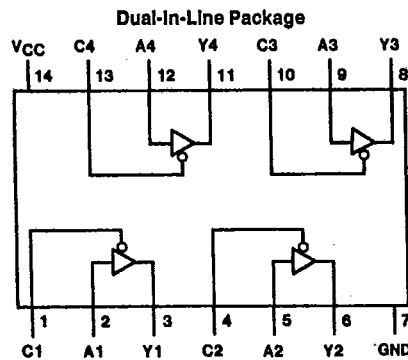 Dual-In-Line Package
VCC C4 A4 Y4 C3 A3 Y3
14 13 12 11 10 9 8
1 2 3 4 5 6 7
C1 A1 Y1 C2 A2 Y2 GND